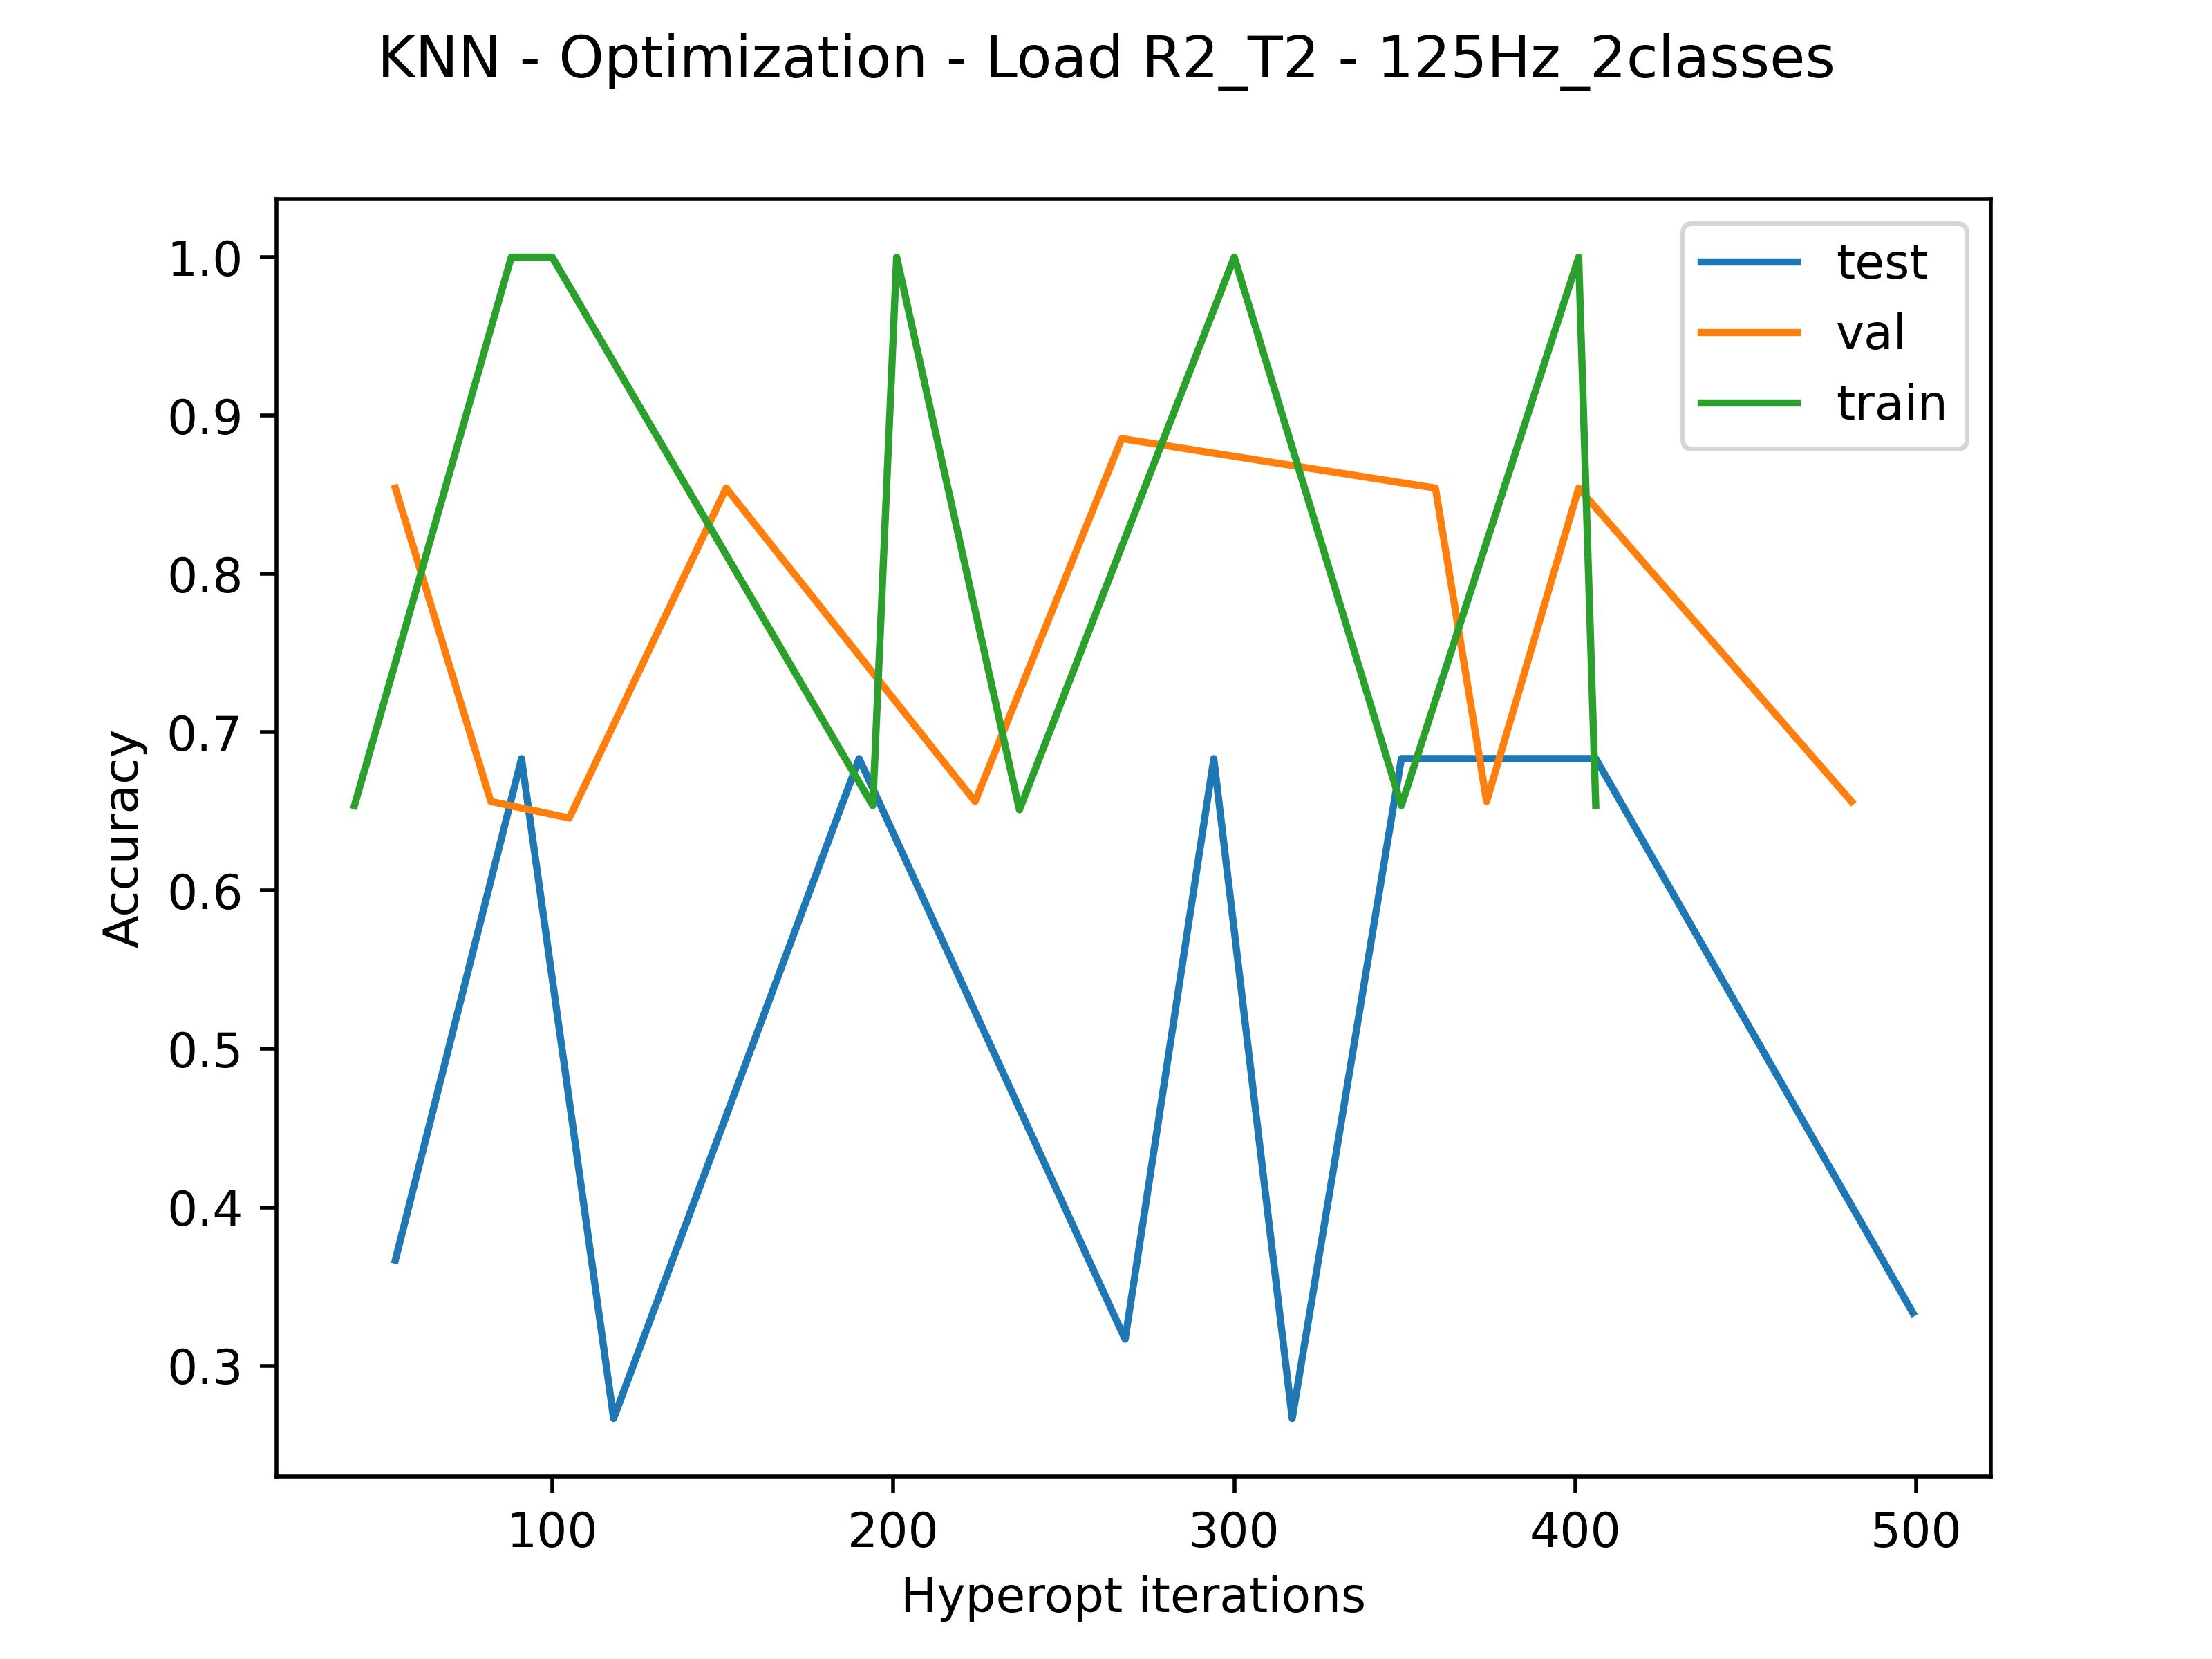 KNN - Optimization - Load R2_T2 - 125Hz_2classes
test
val
train
1.0
0.9
0.8
0.7
0.6
0.5
0.4
0.3
Accuracy
100 200 300 400 500
Hyperopt iterations